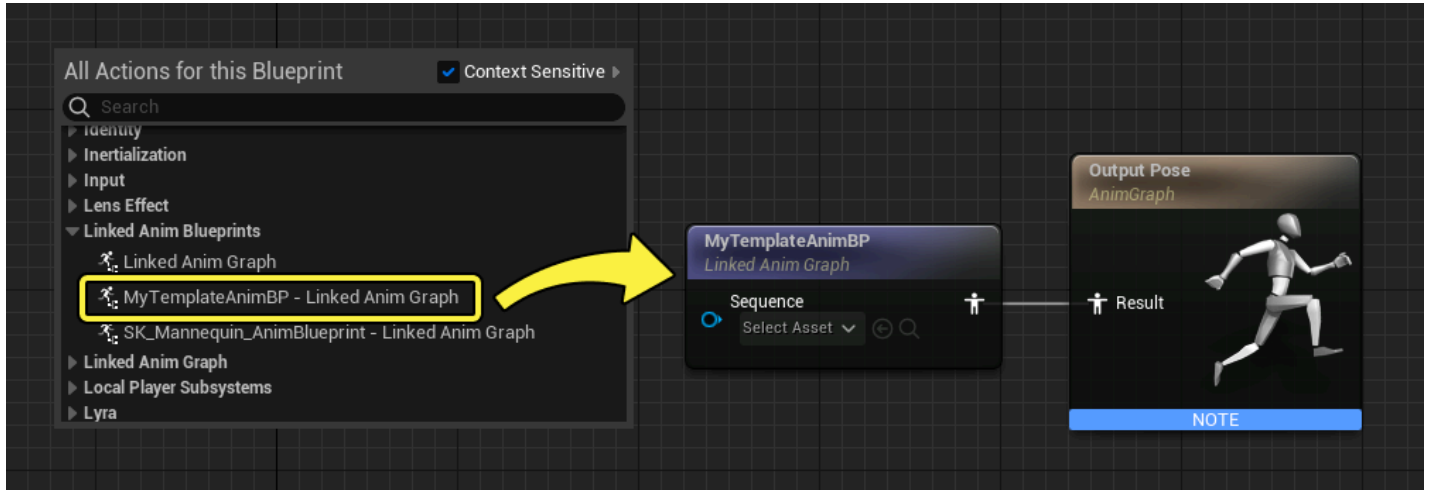 All Actions for this Blueprint
Context Sensitive
Search
Identity
Inertialization
Input
Lens Effect
Linked Anim Blueprints
Linked Anim Graph
MyTemplateAnimBP - Linked Anim Graph
SK_Mannequin_AnimBlueprint - Linked Anim Graph
Linked Anim Graph
Local Player Subsystems
Lyra
MyTemplateAnimBP
Linked Anim Graph
Sequence
Select Asset
Output Pose
AnimGraph
Result
NOTE